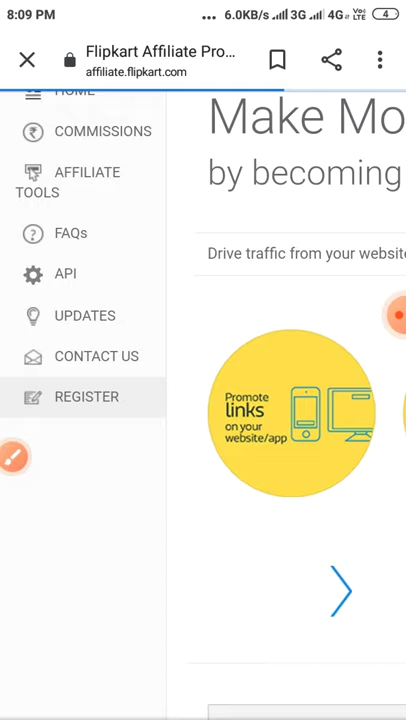 8:09 PM ... 6.0KB/s 3G 4G Vo LTE 4
Flipkart Affiliate Pro...
affiliate.flipkart.com
HOME
COMMISSIONS
AFFILIATE
TOOLS
FAQs
API
UPDATES
CONTACT US
REGISTER
Make Mo
by becoming
Drive traffic from your website
Promote
links
on your
website/app